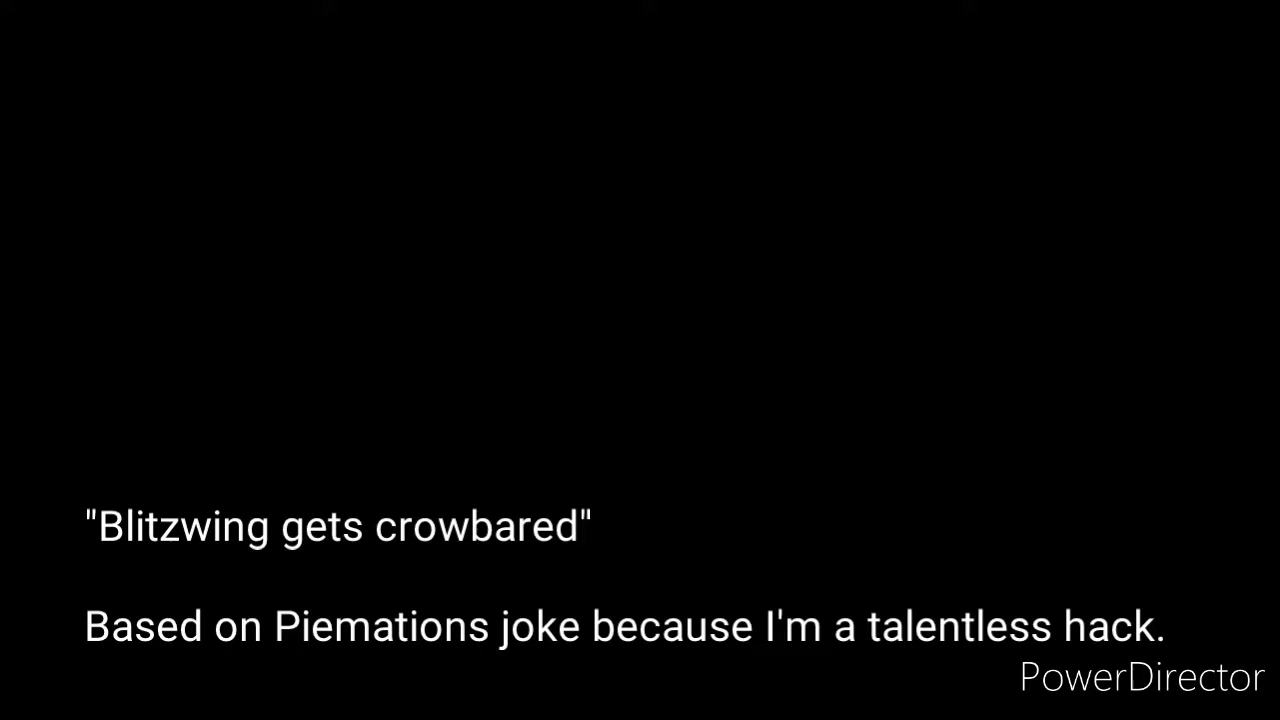 "Blitzwing gets crowbared"
Based on Piemations joke because I'm a talentless hack.
PowerDirector